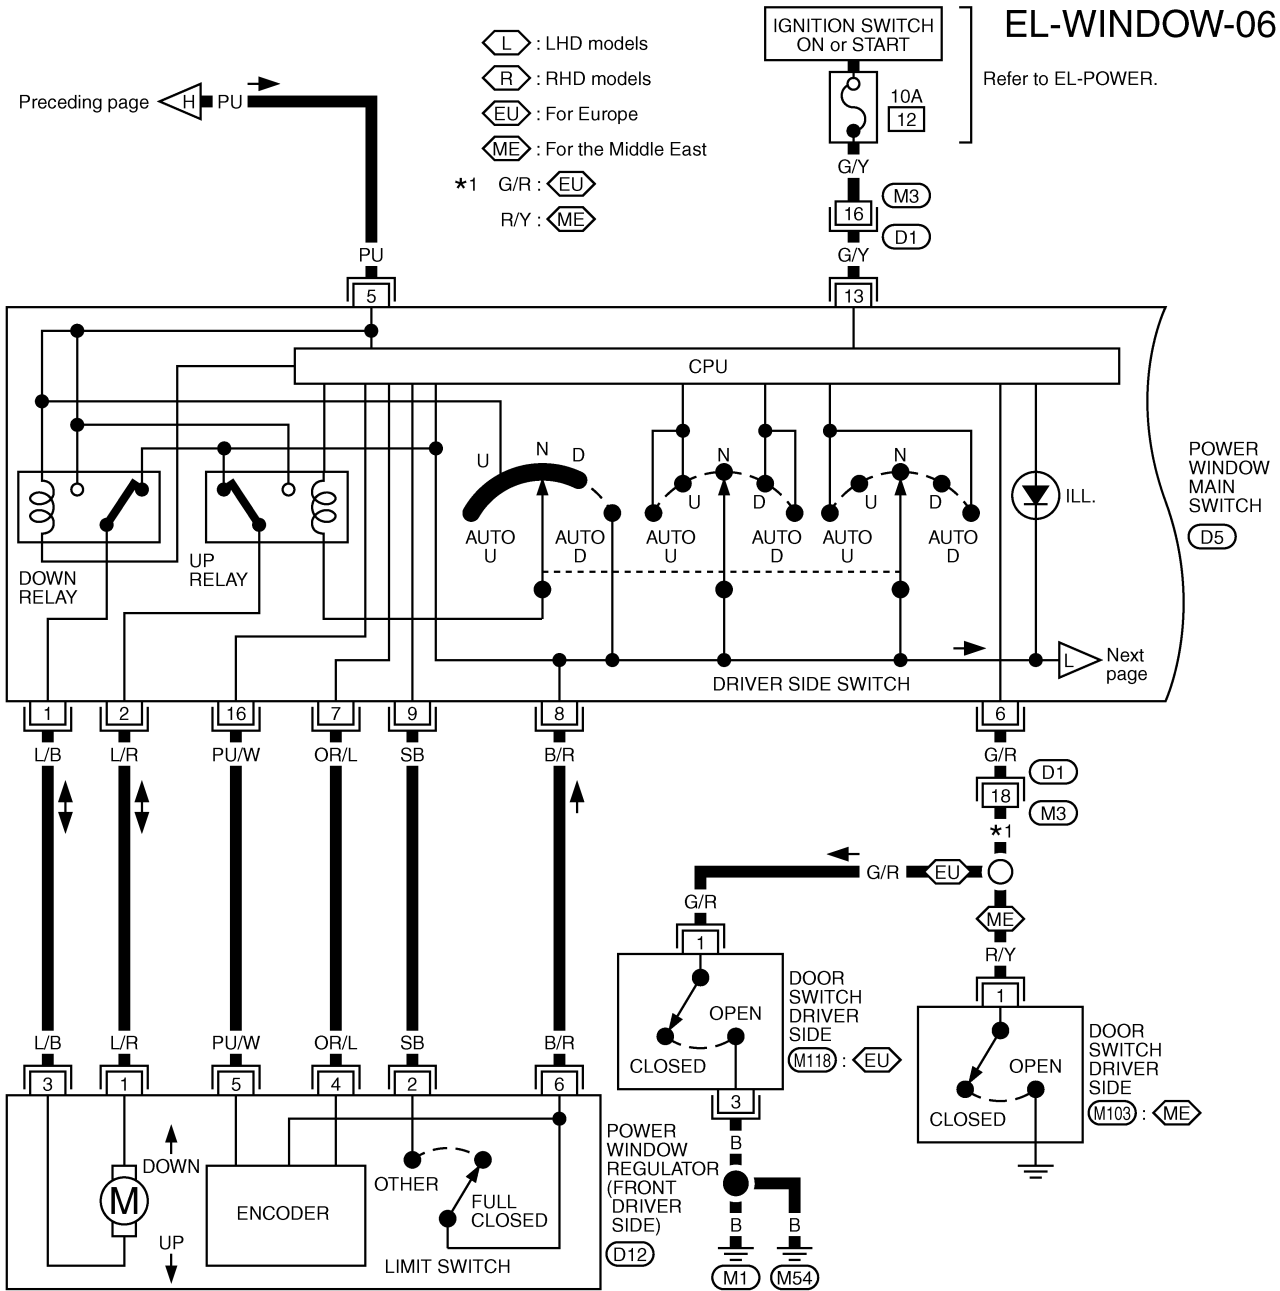 EL-WINDOW-06
IGNITION SWITCH
ON or START
Refer to EL-POWER.
10A
12
L : LHD models
R : RHD models
EU : For Europe
ME : For the Middle East
*1 G/R : EU
R/Y : ME
Preceding page H PU
G/Y
M3
16
D1
PU
G/Y
5
13
CPU
U N D
N
U D
N
U D
AUTO U
AUTO D
AUTO U
AUTO D
AUTO U
AUTO D
ILL.
POWER
WINDOW
MAIN
SWITCH
D5
DOWN
RELAY
UP
RELAY
L
Next
page
DRIVER SIDE SWITCH
1 2 16 7 9 8 6
L/B L/R PU/W OR/L SB B/R G/R
D1
18
M3
*1
G/R EU
G/R
ME
R/Y
1
1
DOOR
SWITCH
DRIVER
SIDE
M118 : EU
OPEN
CLOSED
3
DOOR
SWITCH
DRIVER
SIDE
M103 : ME
OPEN
CLOSED
L/B L/R PU/W OR/L SB B/R
3 1 5 4 2 6
DOWN
M
UP
ENCODER
OTHER
FULL
CLOSED
LIMIT SWITCH
POWER
WINDOW
REGULATOR
(FRONT
DRIVER
SIDE)
D12
B
B B
M1 M54